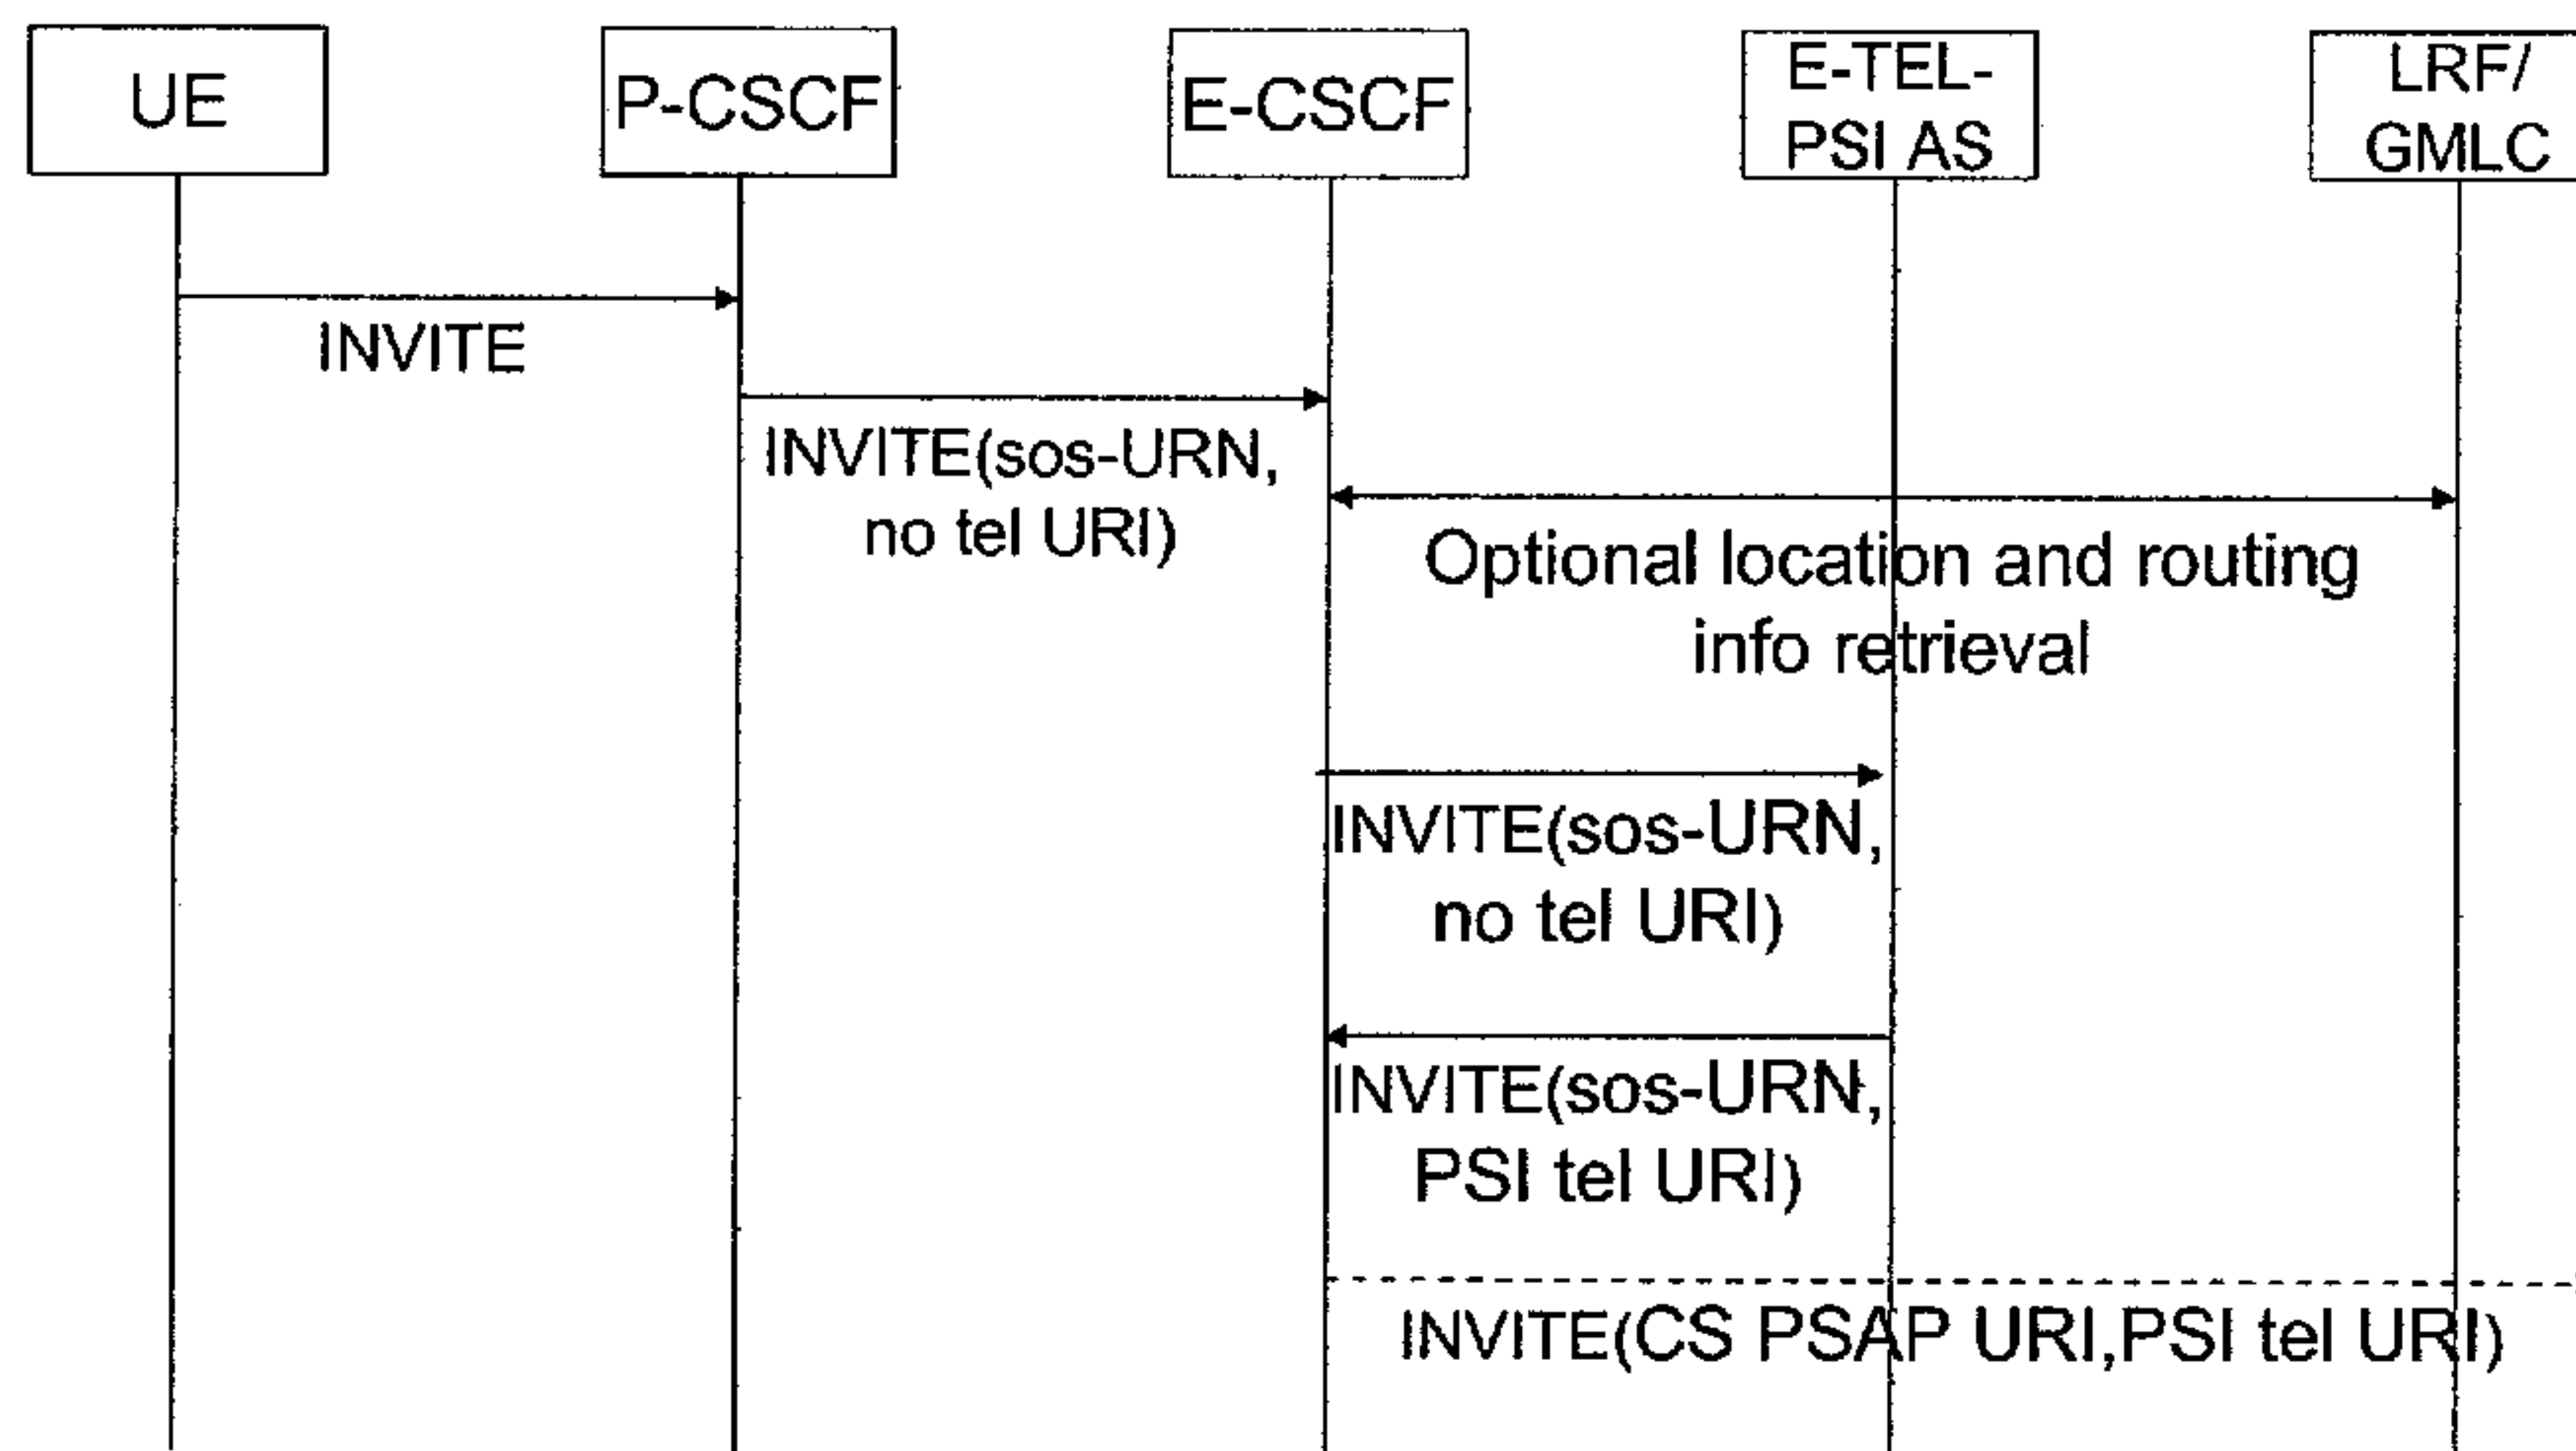 UE
P-CSCF
E-CSCF
E-TEL-
PSI AS
LRF/
GMLC
INVITE
INVITE(sos-URN,
no tel URI)
Optional location and routing
info retrieval
INVITE(sos-URN,
no tel URI)
INVITE(sos-URN,
PSI tel URI)
INVITE(CS PSAP URI,PSI tel URI)